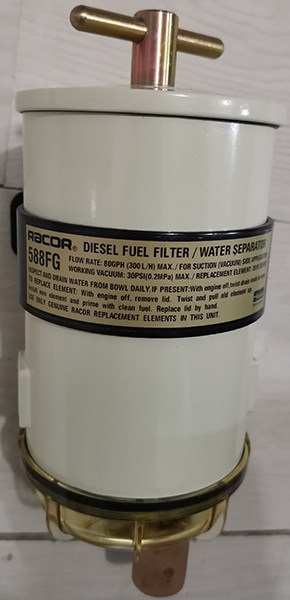 RACOR® DIESEL FUEL FILTER / WATER SEPARATOR
588FG FLOW RATE: 80GPH (300 L/H) MAX./ FOR SUCTION (VACUUM) SIDE
WORKING VACUUM: 30PSI(0.2MPa) MAX./ REPLACEMENT ELEMENT:
INSPECT AND DRAIN WATER FROM BOWL DAILY.IF PRESENT:With engine off,
TO REPLACE ELEMENT: With engine off. remove lid. Twist and pull old element
new element and prime with clean fuel. Replace lid by hand.
USE ONLY GENUINE RACOR REPLACEMENT ELEMENTS IN THIS UNIT.